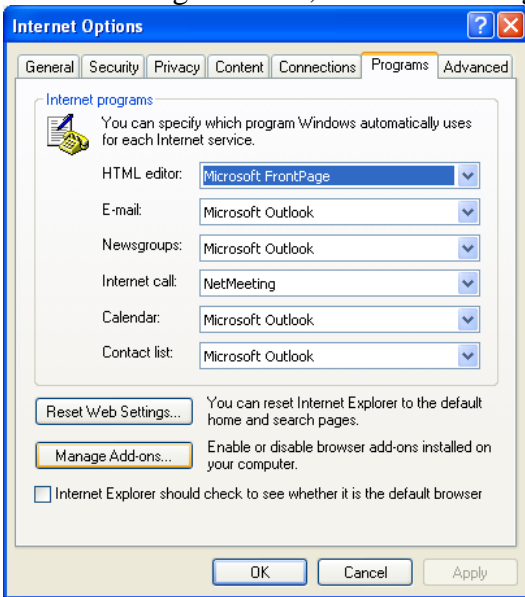 Internet Options
General Security Privacy Content Connections Programs Advanced
Internet programs
You can specify which program Windows automatically uses
for each Internet service.
HTML editor: Microsoft FrontPage
E-mail: Microsoft Outlook
Newsgroups: Microsoft Outlook
Internet call: NetMeeting
Calendar: Microsoft Outlook
Contact list: Microsoft Outlook
Reset Web Settings... You can reset Internet Explorer to the default
home and search pages.
Manage Add-ons... Enable or disable browser add-ons installed on
your computer.
Internet Explorer should check to see whether it is the default browser
OK Cancel Apply